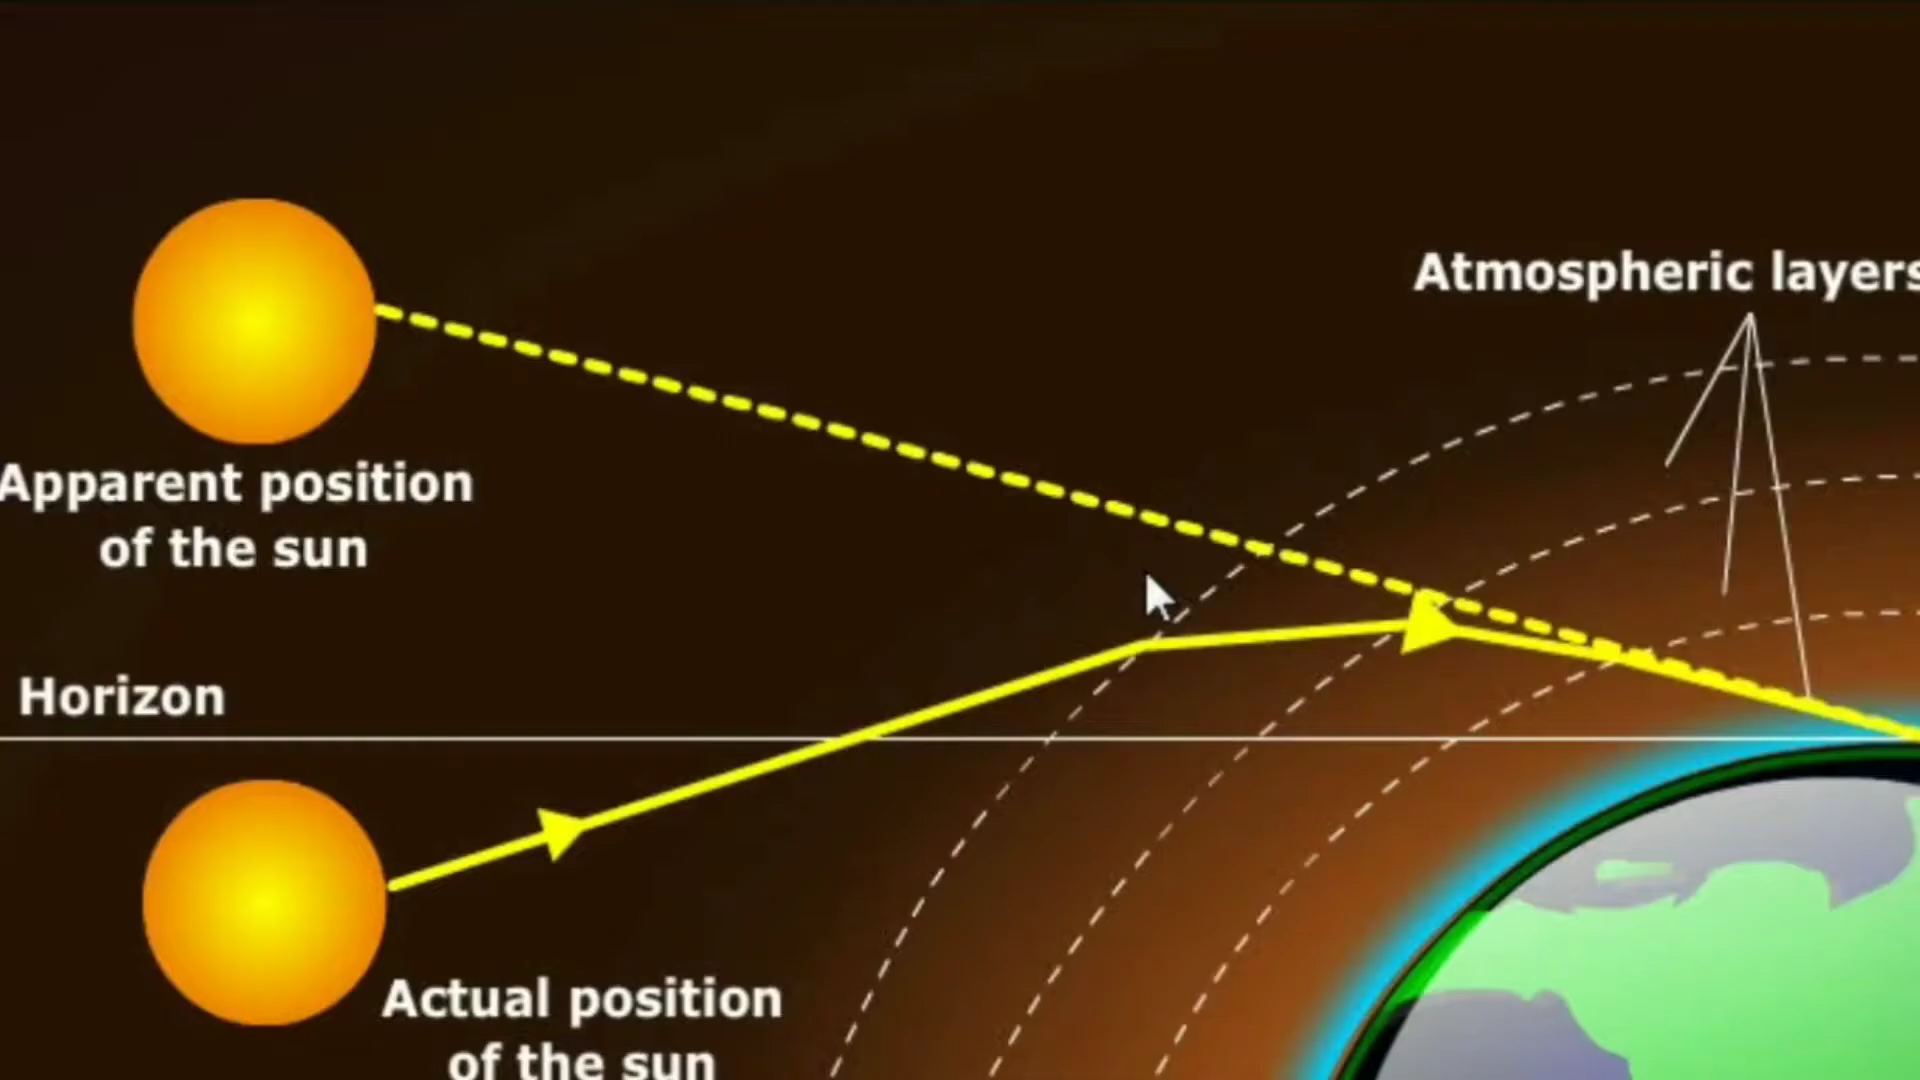 Atmospheric layers
Apparent position
of the sun
Horizon
Actual position
of the sun